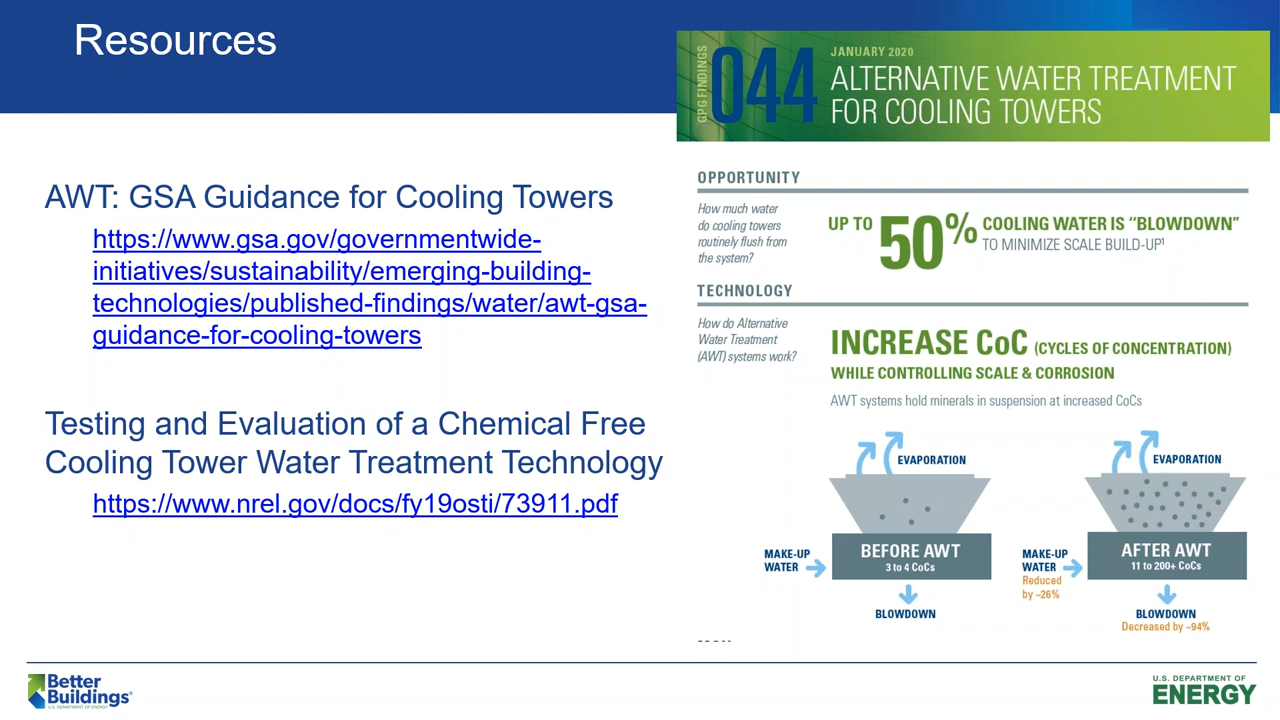 Resources
AWT: GSA Guidance for Cooling Towers
https://www.gsa.gov/governmentwide-
initiatives/sustainability/emerging-building-
technologies/published-findings/water/awt-gsa-
guidance-for-cooling-towers
Testing and Evaluation of a Chemical Free
Cooling Tower Water Treatment Technology
https://www.nrel.gov/docs/fy19osti/73911.pdf
GPG FINDINGS
044
JANUARY 2020
ALTERNATIVE WATER TREATMENT
FOR COOLING TOWERS
OPPORTUNITY
How much water
do cooling towers
routinely flush from
the system?
UP TO 50% COOLING WATER IS “BLOWDOWN”
TO MINIMIZE SCALE BUILD-UP¹
TECHNOLOGY
How do Alternative
Water Treatment
(AWT) systems work?
INCREASE CoC (CYCLES OF CONCENTRATION)
WHILE CONTROLLING SCALE & CORROSION
AWT systems hold minerals in suspension at increased CoCs
EVAPORATION
BEFORE AWT
3 to 4 CoCs
MAKE-UP
WATER
BLOWDOWN
EVAPORATION
AFTER AWT
11 to 200+ CoCs
MAKE-UP
WATER
Reduced
by ~26%
BLOWDOWN
Decreased by ~94%
Better
Buildings®
U.S. DEPARTMENT OF ENERGY
U.S. DEPARTMENT OF
ENERGY